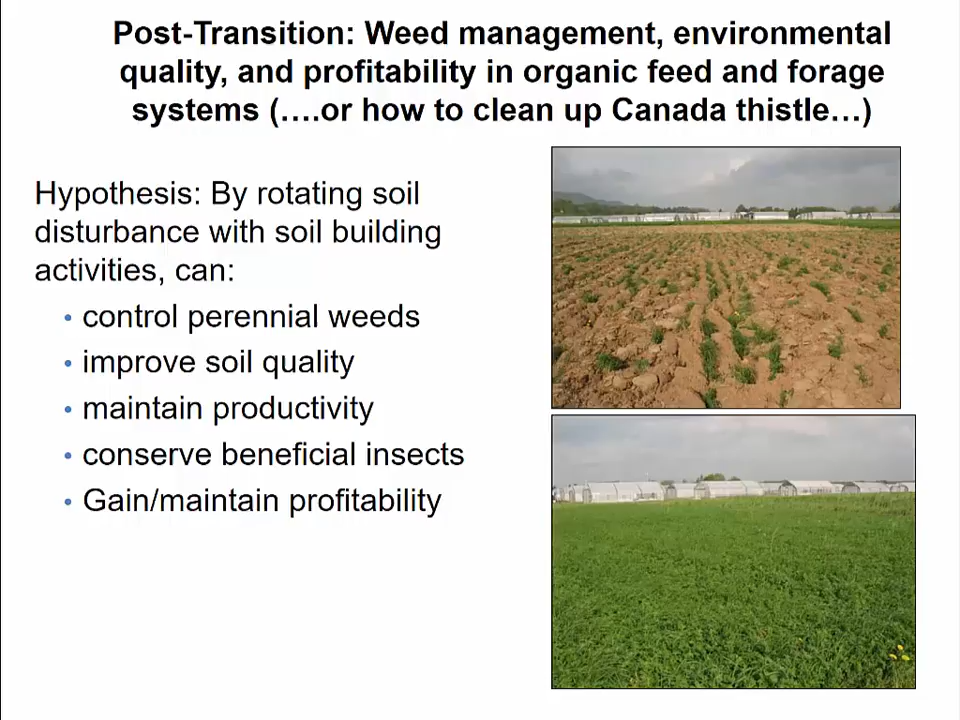 Post-Transition: Weed management, environmental
quality, and profitability in organic feed and forage
systems (….or how to clean up Canada thistle…)
Hypothesis: By rotating soil
disturbance with soil building
activities, can:
• control perennial weeds
• improve soil quality
• maintain productivity
• conserve beneficial insects
• Gain/maintain profitability